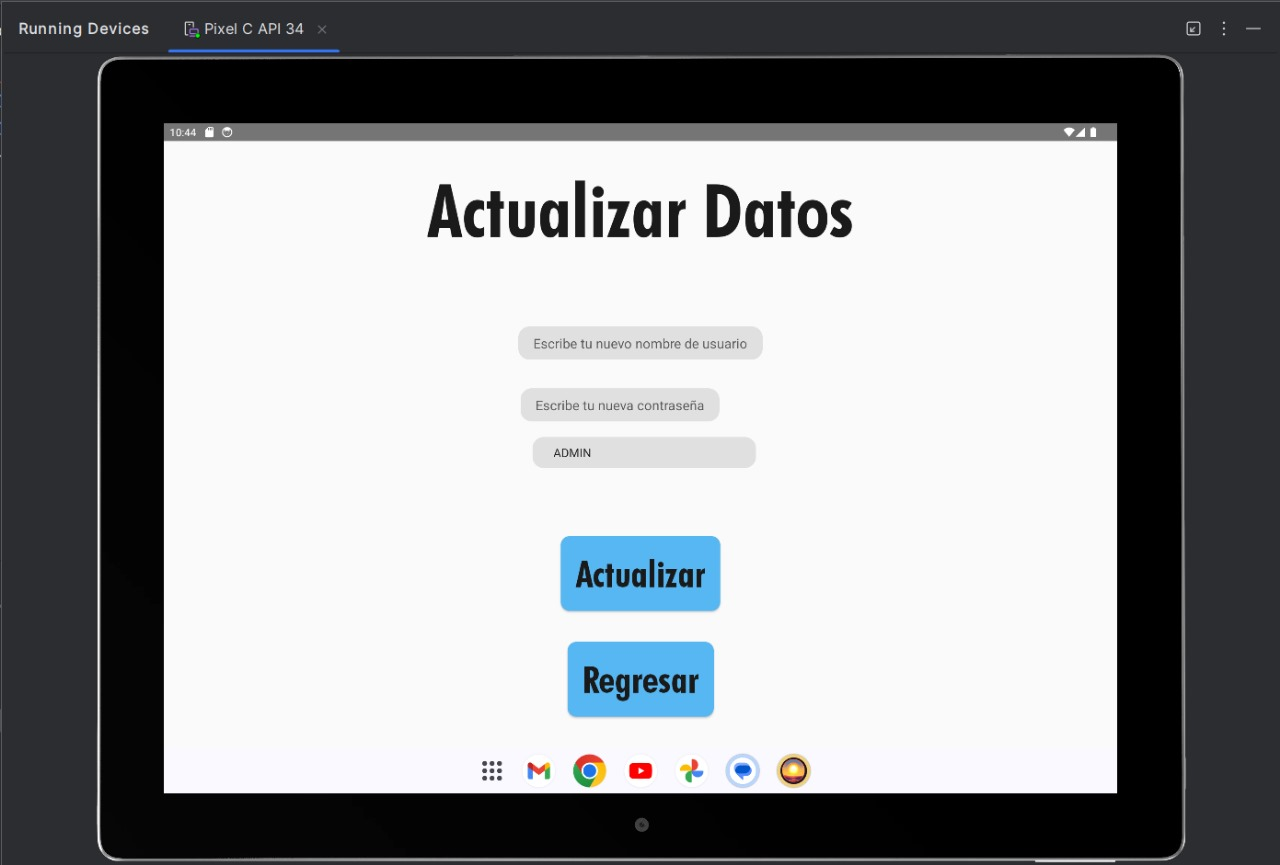 Running Devices Pixel C API 34
10:44
Actualizar Datos
Escribe tu nuevo nombre de usuario
Escribe tu nueva contraseña
ADMIN
Actualizar
Regresar